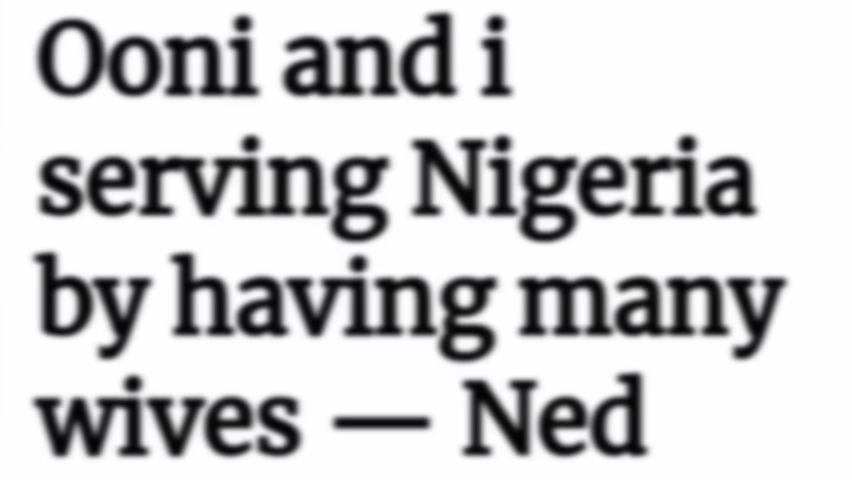 Ooni and i
serving Nigeria
by having many
wives — Ned